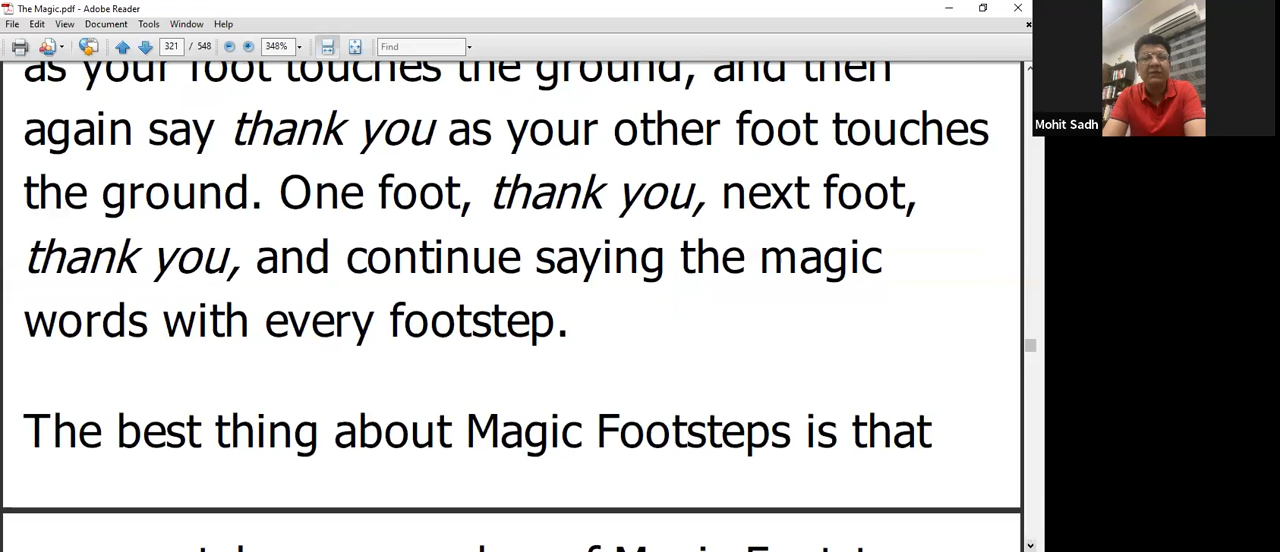 The Magic.pdf - Adobe Reader
File Edit View Document Tools Window Help
321 / 548 348% Find
as your foot touches the ground, and then
again say thank you as your other foot touches
the ground. One foot, thank you, next foot,
thank you, and continue saying the magic
words with every footstep.
The best thing about Magic Footsteps is that
of Magic
Mohit Sadh